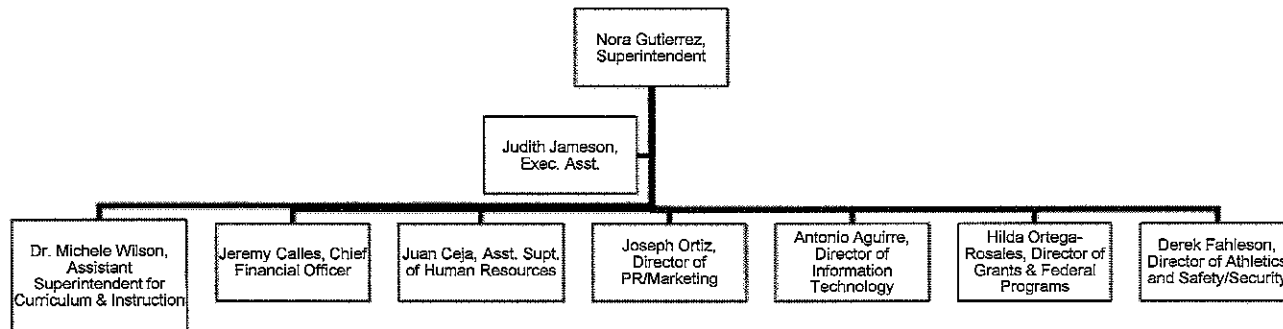 Nora Gutierrez,
Superintendent
Judith Jameson,
Exec. Asst.
Dr. Michele Wilson,
Assistant
Superintendent for
Curriculum & Instruction
Jeremy Calles, Chief
Financial Officer
Juan Ceja, Asst. Supt.
of Human Resources
Joseph Ortiz,
Director of
PR/Marketing
Antonio Aguirre,
Director of
Information
Technology
Hilda Ortega-
Rosales, Director of
Grants & Federal
Programs
Derek Fahleson,
Director of Athletics
and Safety/Security